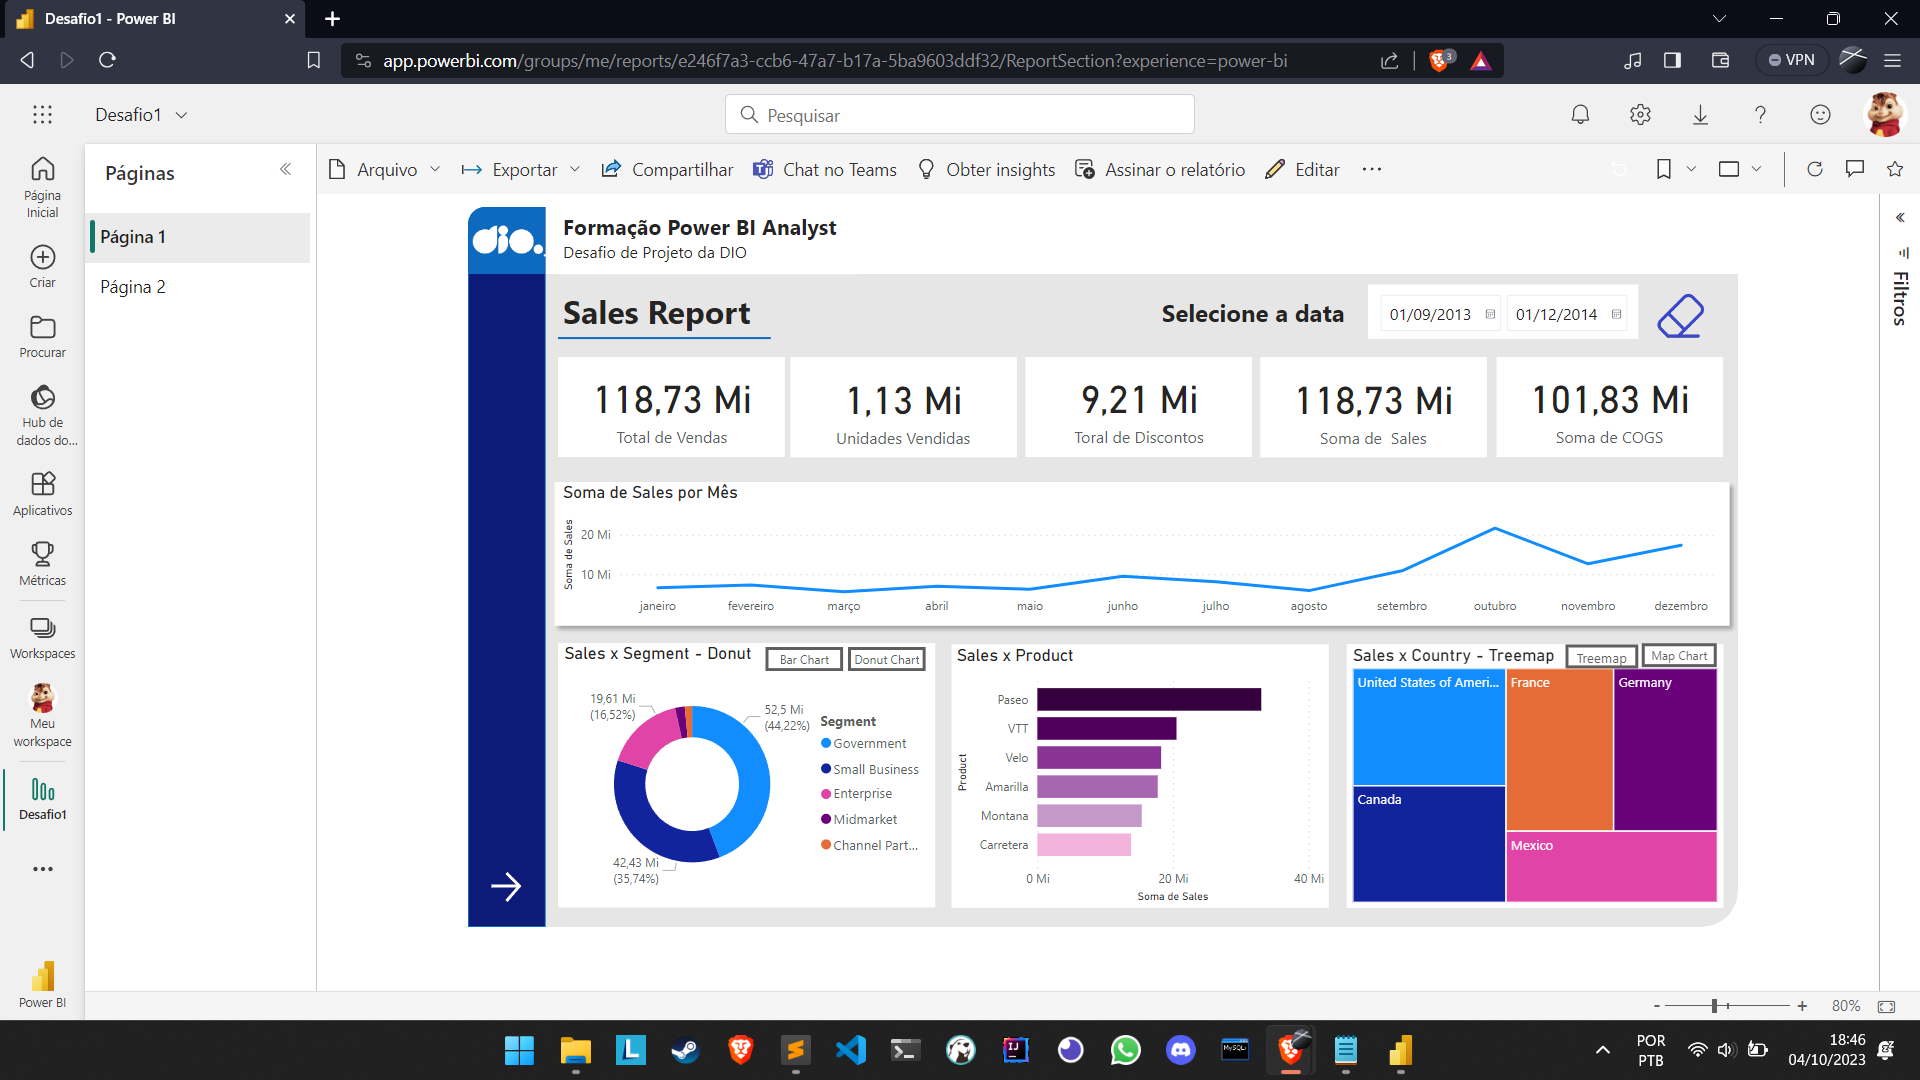 Desafio1 - Power BI
app.powerbi.com/groups/me/reports/e246f7a3-ccb6-47a7-b17a-5ba9603ddf32/ReportSection?experience=power-bi
3
VPN
Desafio1
Pesquisar
Página
Inicial
Criar
Procurar
Hub de
dados do...
Aplicativos
Métricas
Workspaces
Meu
workspace
Desafio1
Power BI
Páginas
Página 1
Página 2
Arquivo
Exportar
Compartilhar
Chat no Teams
Obter insights
Assinar o relatório
Editar
Filtros
dio.
Formação Power BI Analyst
Desafio de Projeto da DIO
Sales Report
Selecione a data
01/09/2013
01/12/2014
118,73 Mi
Total de Vendas
1,13 Mi
Unidades Vendidas
9,21 Mi
Toral de Discontos
118,73 Mi
Soma de  Sales
101,83 Mi
Soma de COGS
Soma de Sales por Mês
Soma de Sales
20 Mi
10 Mi
janeiro
fevereiro
março
abril
maio
junho
julho
agosto
setembro
outubro
novembro
dezembro
Sales x Segment - Donut
Bar Chart
Donut Chart
19,61 Mi
(16,52%)
52,5 Mi
(44,22%)
42,43 Mi
(35,74%)
Segment
Government
Small Business
Enterprise
Midmarket
Channel Part...
Sales x Product
Product
Paseo
VTT
Velo
Amarilla
Montana
Carretera
0 Mi
20 Mi
40 Mi
Soma de Sales
Sales x Country - Treemap
Treemap
Map Chart
United States of Ameri...
France
Germany
Canada
Mexico
- + 80%
L
IJ
MySQL
POR
PTB
18:46
04/10/2023